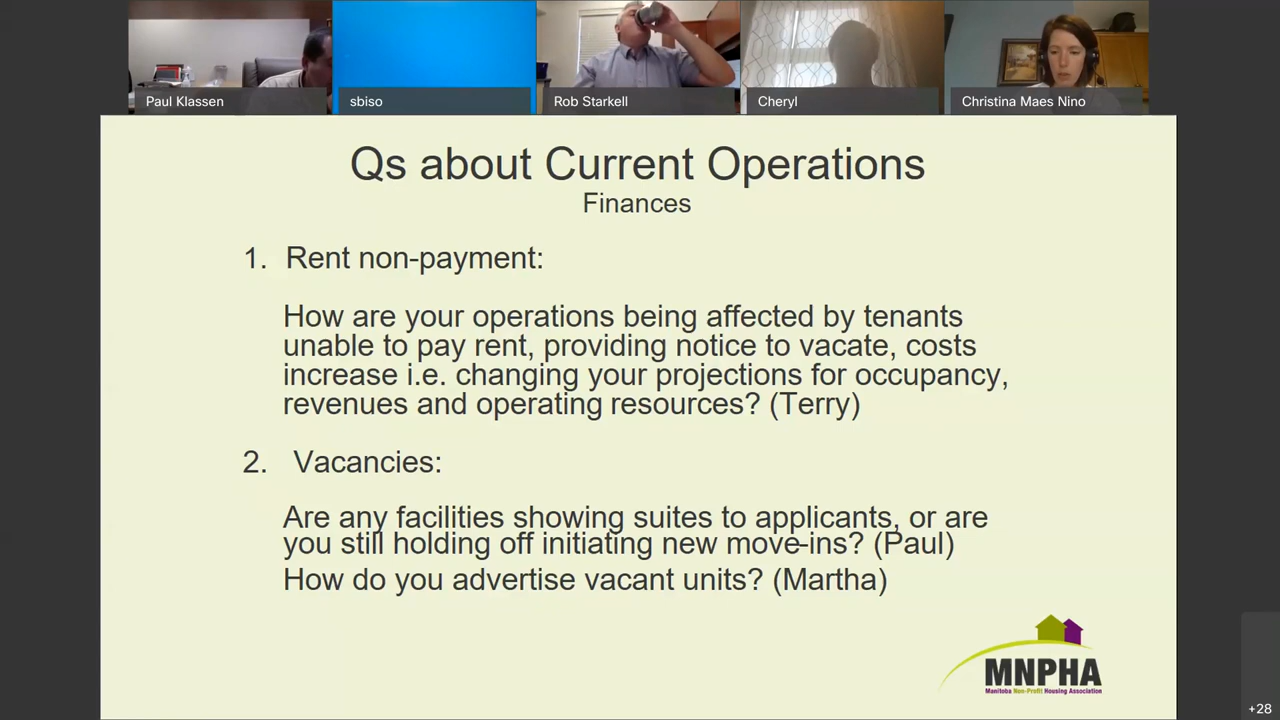 Paul Klassen
sbiso
Rob Starkell
Cheryl
Christina Maes Nino
Qs about Current Operations
Finances
1. Rent non-payment:
How are your operations being affected by tenants
unable to pay rent, providing notice to vacate, costs
increase i.e. changing your projections for occupancy,
revenues and operating resources? (Terry)
2. Vacancies:
Are any facilities showing suites to applicants, or are
you still holding off initiating new move-ins? (Paul)
How do you advertise vacant units? (Martha)
MNPHA
Manitoba Non-Profit Housing Association
+28